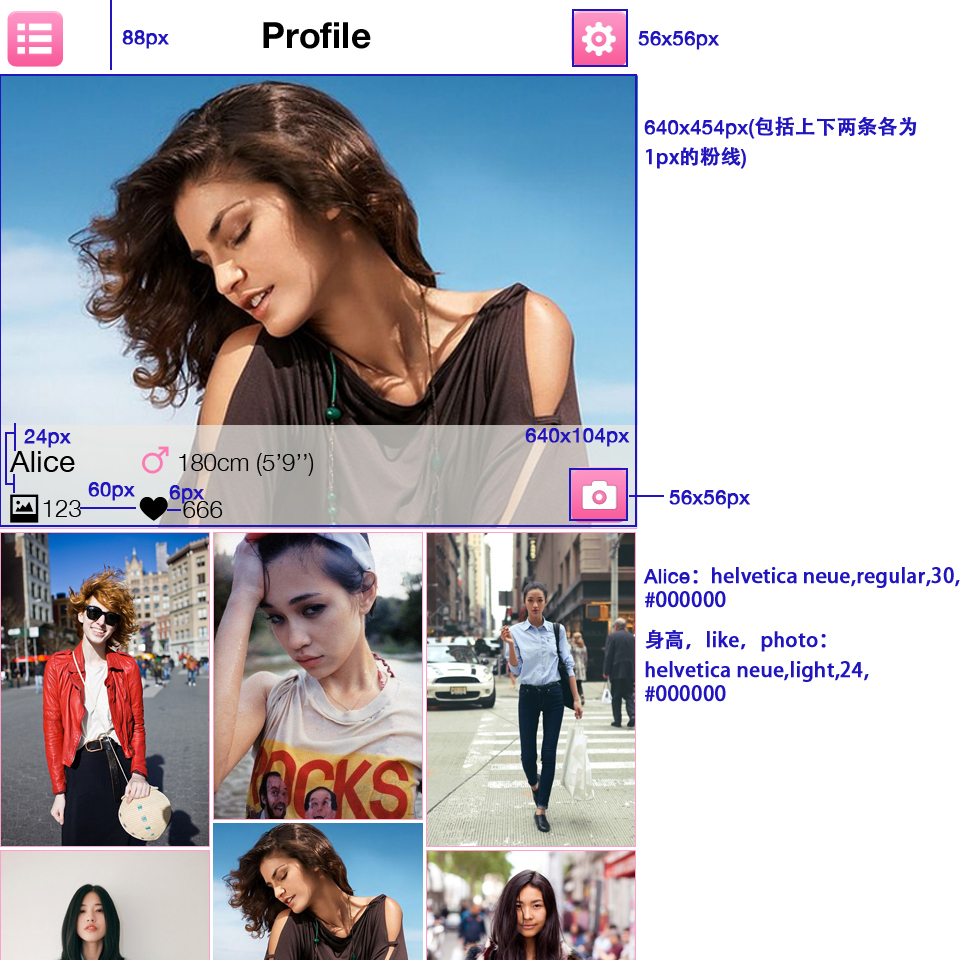 88px
Profile
56x56px
640x454px(包括上下两条各为
1px的粉线)
24px
640x104px
Alice
180cm (5’9’’)
60px
6px
123
666
56x56px
Alice：helvetica neue,regular,30,
#000000
身高，like，photo：
helvetica neue,light,24,
#000000
ROCKS